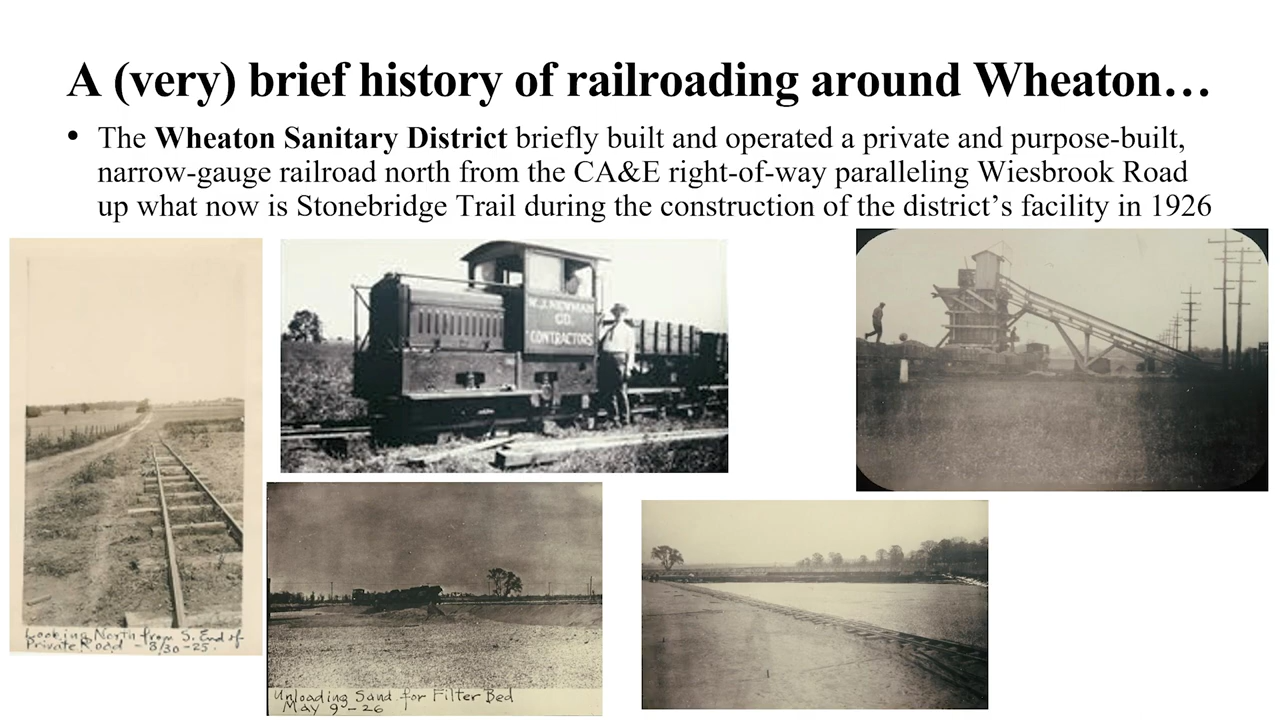 A (very) brief history of railroading around Wheaton…
• The Wheaton Sanitary District briefly built and operated a private and purpose-built,
narrow-gauge railroad north from the CA&E right-of-way paralleling Wiesbrook Road
up what now is Stonebridge Trail during the construction of the district’s facility in 1926
W.J. NEWMAN
CO.
CONTRACTORS
Looking North from S. End of
Private Road - 8/30-25.
Unloading Sand for Filter Bed
May 9-26